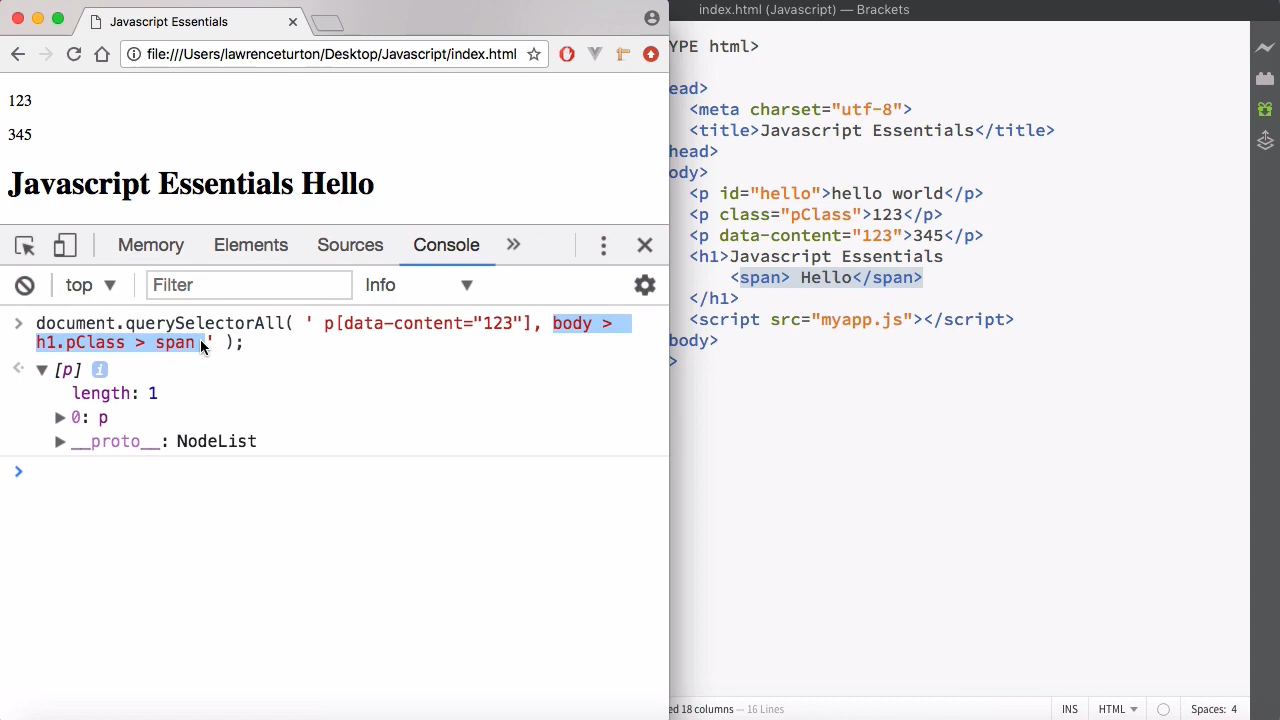 Javascript Essentials
file:///Users/lawrenceturton/Desktop/Javascript/index.html
123
345
Javascript Essentials Hello
Memory Elements Sources Console »
top Filter Info
document.querySelectorAll( ' p[data-content="123"], body >
h1.pClass > span ' );
[p] i
length: 1
0: p
__proto__: NodeList
index.html (Javascript) — Brackets
YPE html>
ead>
<meta charset="utf-8">
<title>Javascript Essentials</title>
head>
ody>
<p id="hello">hello world</p>
<p class="pClass">123</p>
<p data-content="123">345</p>
<h1>Javascript Essentials
<span> Hello</span>
</h1>
<script src="myapp.js"></script>
ody>
>
ed 18 columns — 16 Lines
INS HTML Spaces: 4